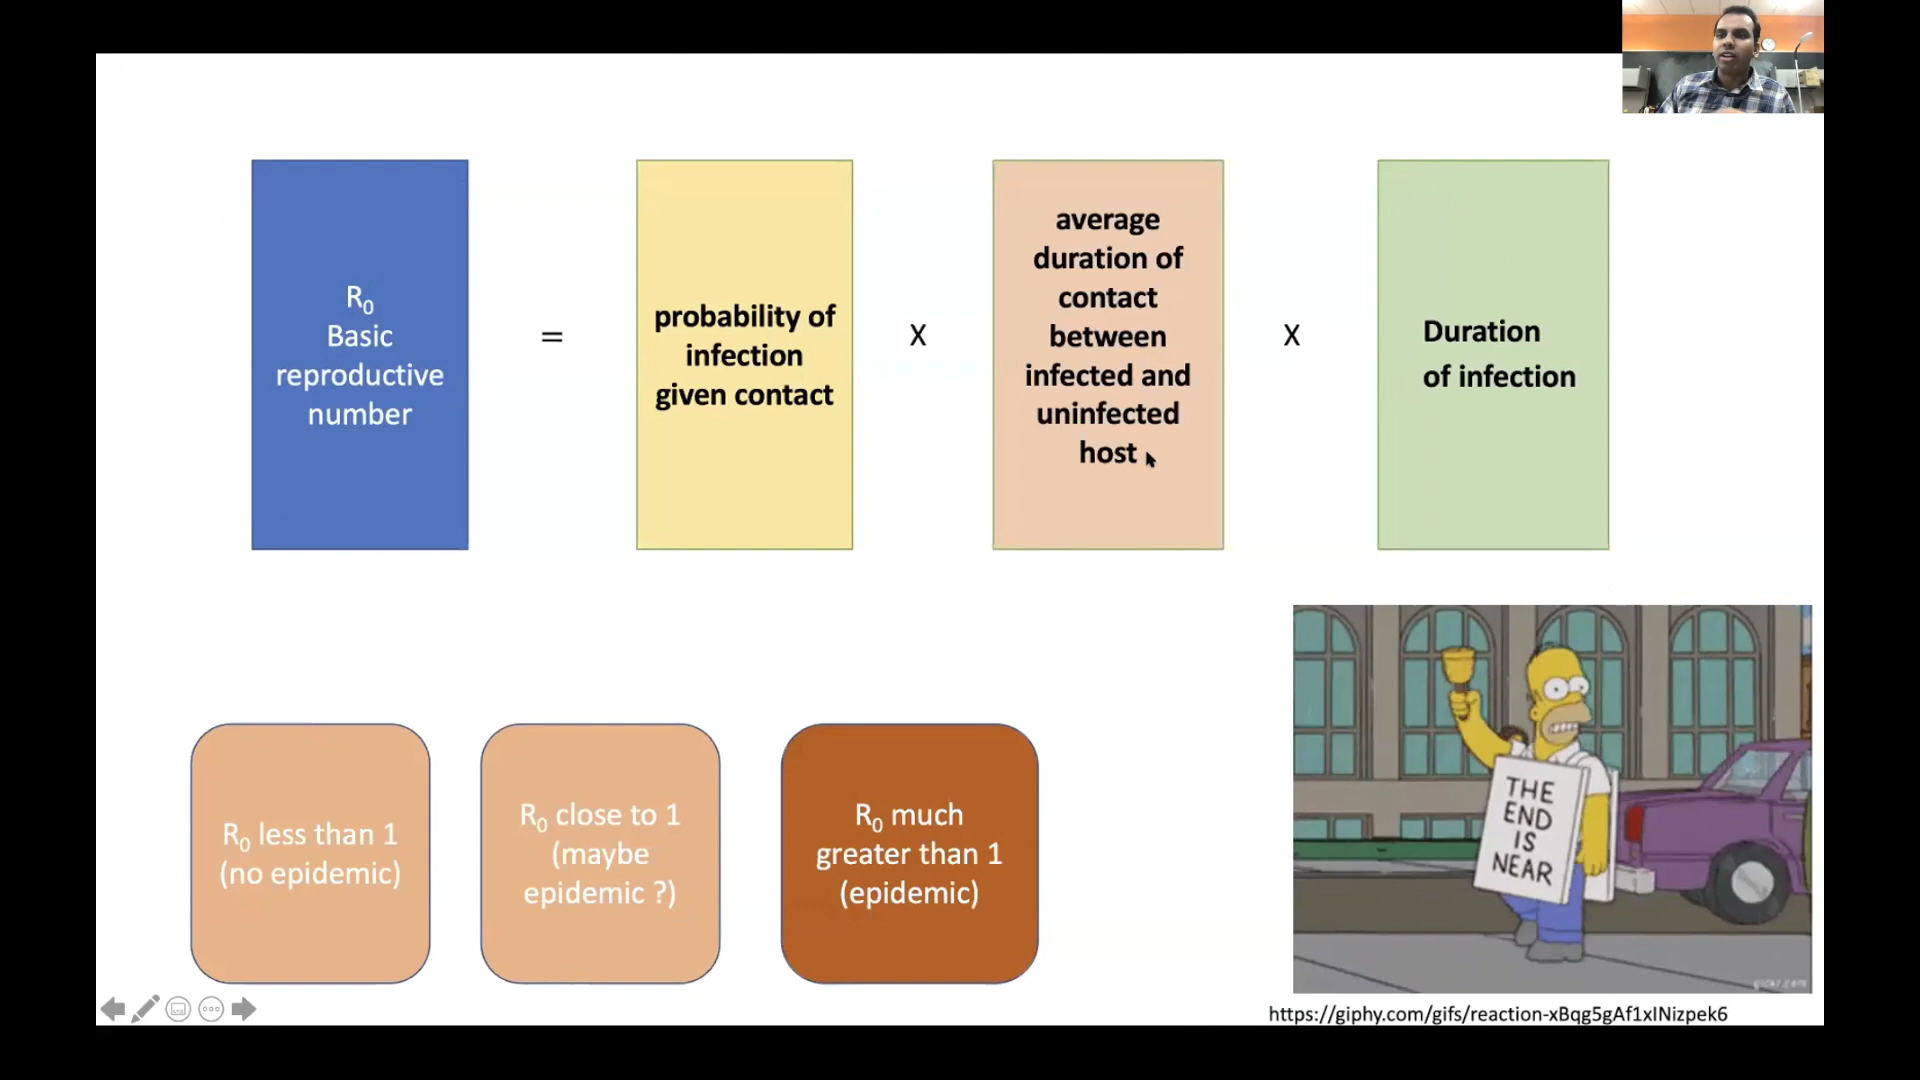 R0
Basic
reproductive
number
=
probability of
infection
given contact
X
average
duration of
contact
between
infected and
uninfected
host
X
Duration
of infection
R0 less than 1
(no epidemic)
R0 close to 1
(maybe
epidemic ?)
R0 much
greater than 1
(epidemic)
THE
END
IS
NEAR
https://giphy.com/gifs/reaction-xBqg5gAf1xINizpek6